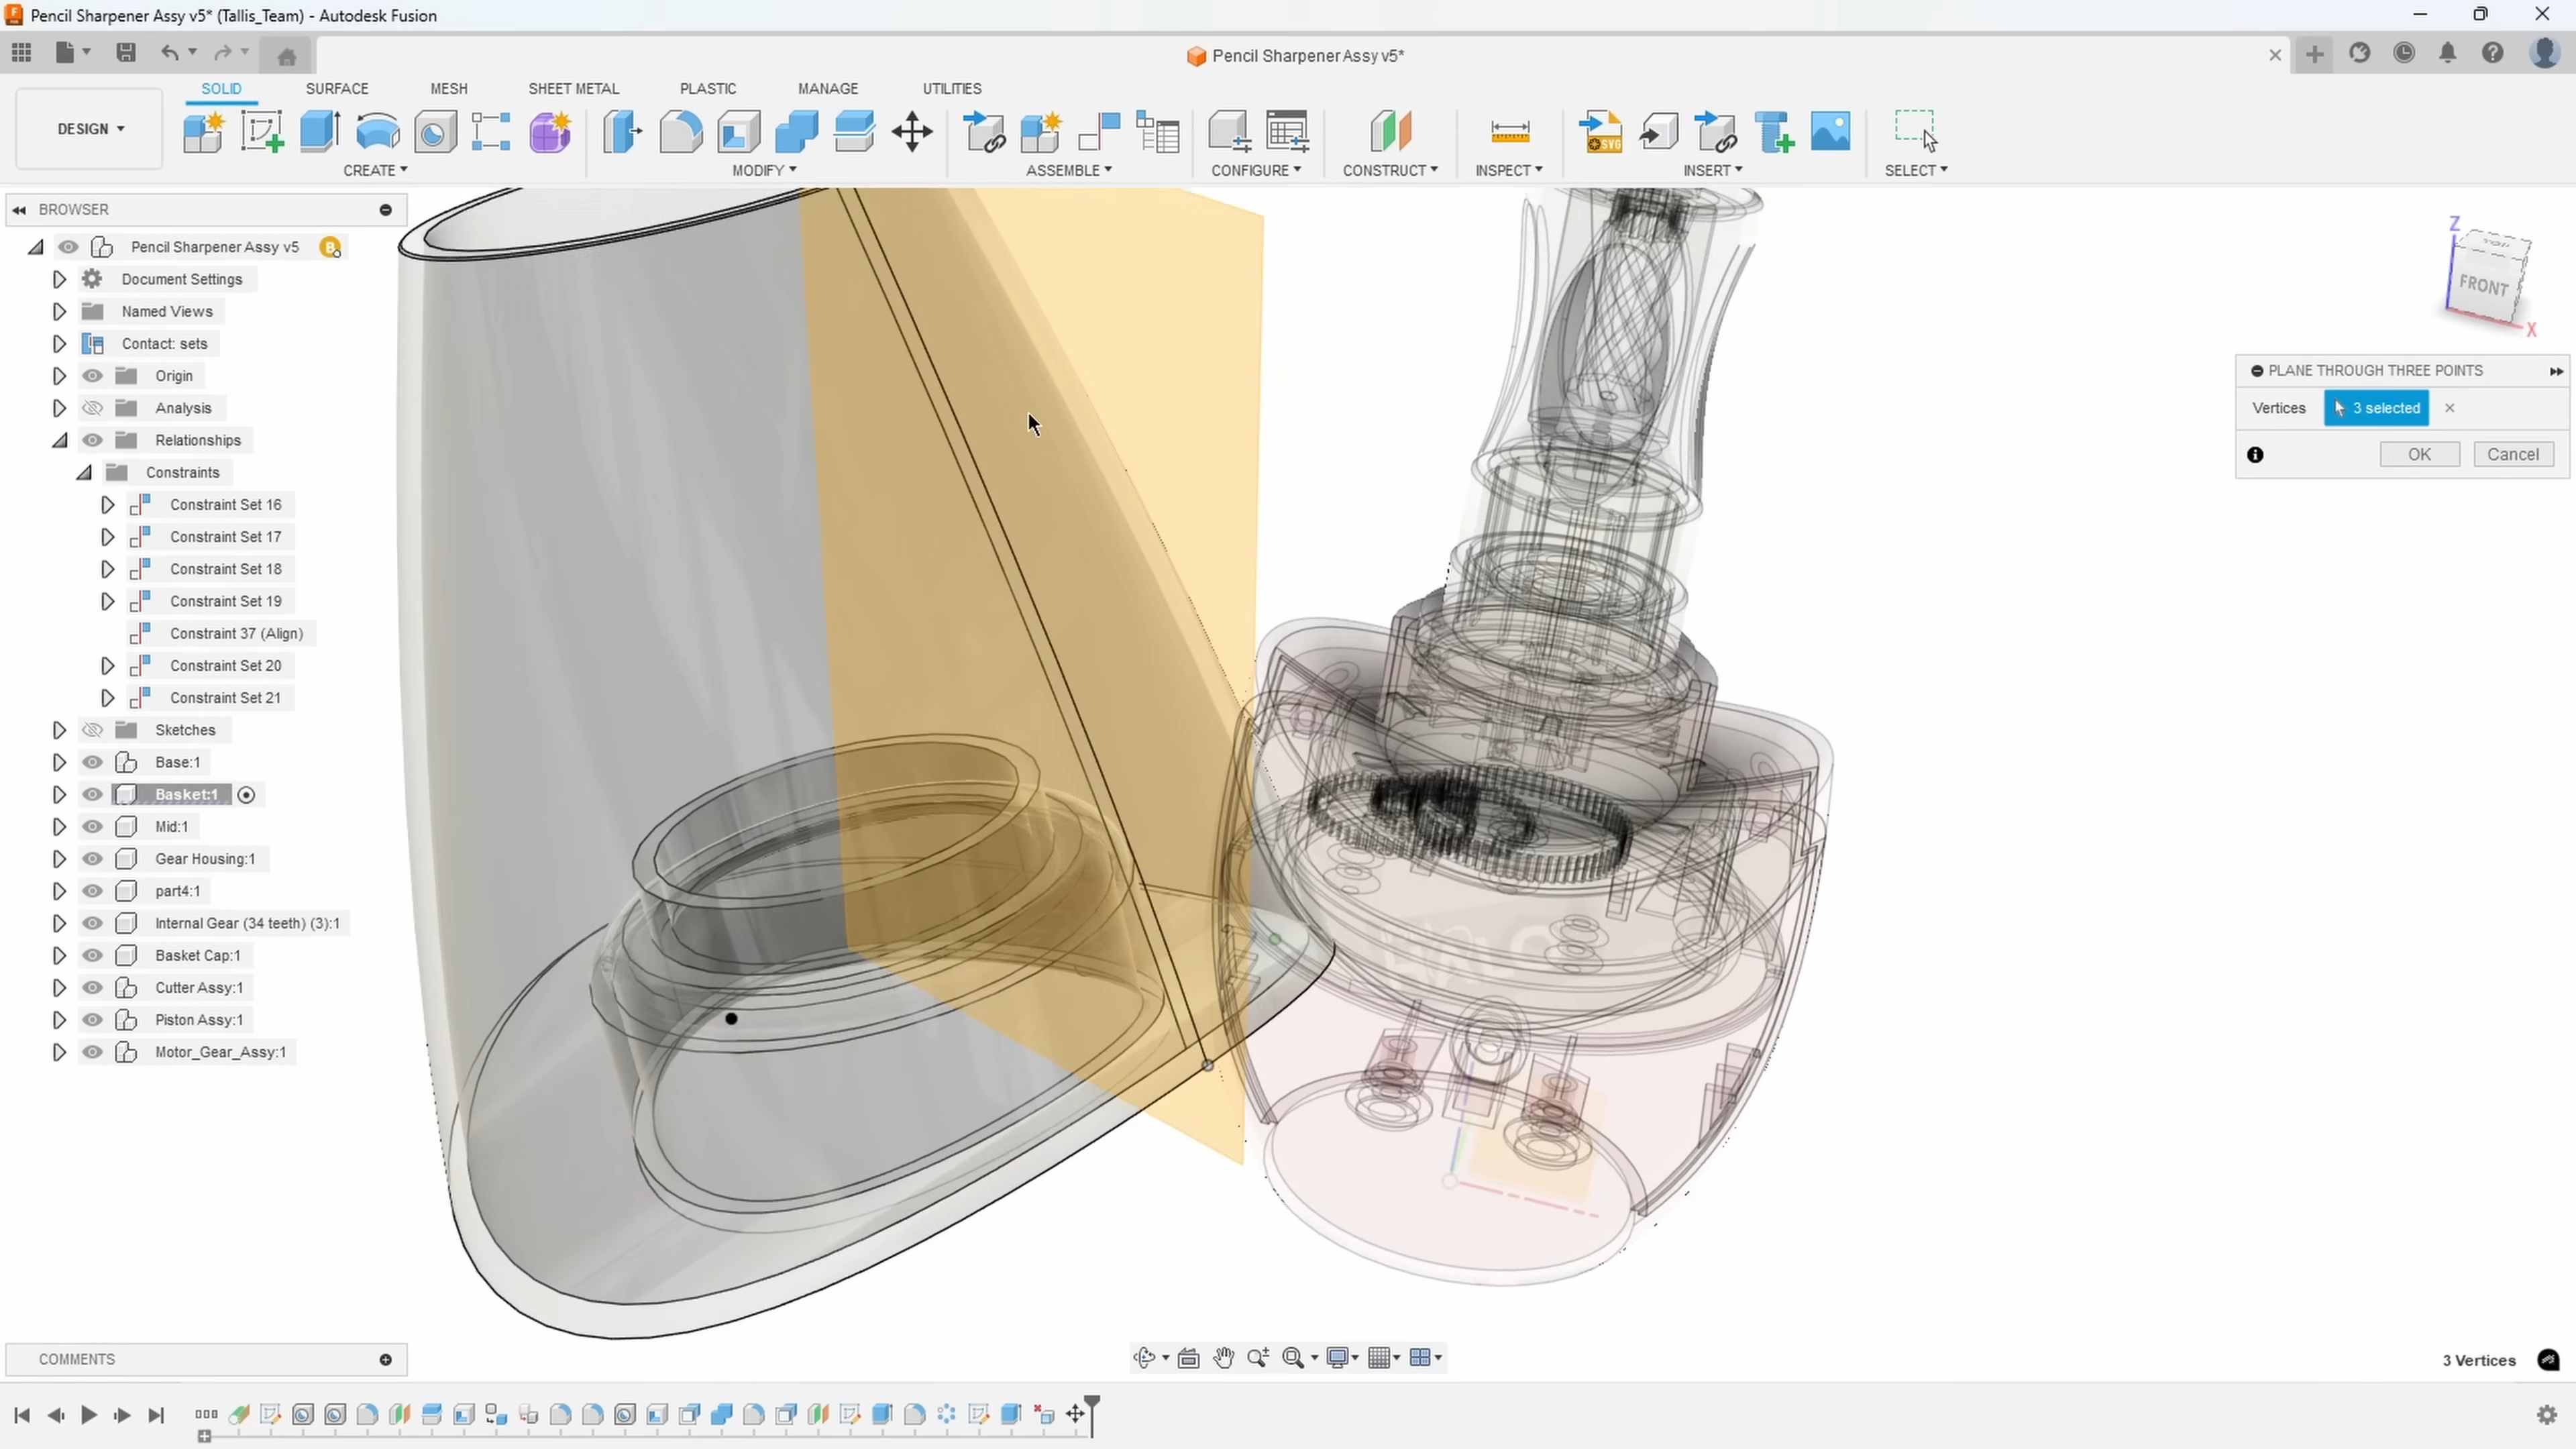 Pencil Sharpener Assy v5* (Tallis_Team) - Autodesk Fusion
Pencil Sharpener Assy v5*
SOLID SURFACE MESH SHEET METAL PLASTIC MANAGE UTILITIES
DESIGN
SVG
CREATE MODIFY ASSEMBLE CONFIGURE CONSTRUCT INSPECT INSERT SELECT
BROWSER
Pencil Sharpener Assy v5 B
Document Settings
Named Views
Contact: sets
Origin
Analysis
Relationships
Constraints
Constraint Set 16
Constraint Set 17
Constraint Set 18
Constraint Set 19
Constraint 37 (Align)
Constraint Set 20
Constraint Set 21
Sketches
Base:1
Basket:1
Mid:1
Gear Housing:1
part4:1
Internal Gear (34 teeth) (3):1
Basket Cap:1
Cutter Assy:1
Piston Assy:1
Motor_Gear_Assy:1
Z
TOP
FRONT
X
PLANE THROUGH THREE POINTS
Vertices 3 selected
OK Cancel
COMMENTS
3 Vertices